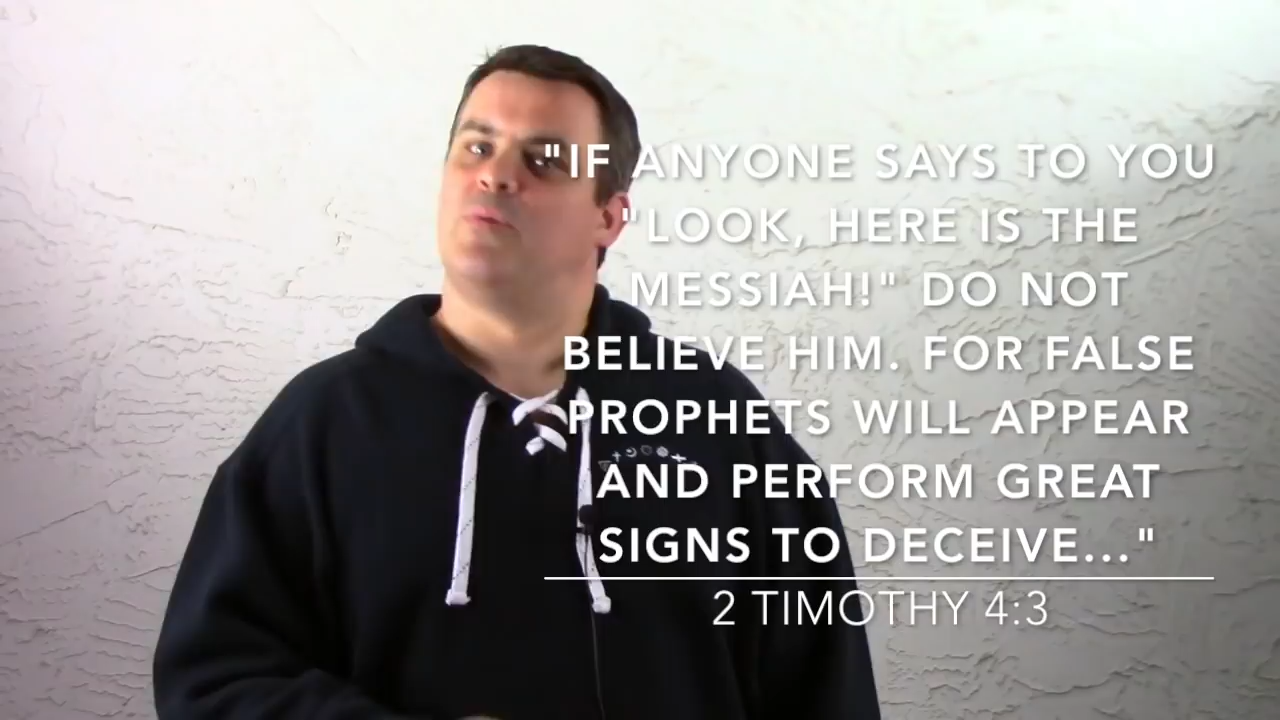 "IF ANYONE SAYS TO YOU
"LOOK, HERE IS THE
MESSIAH!" DO NOT
BELIEVE HIM. FOR FALSE
PROPHETS WILL APPEAR
AND PERFORM GREAT
SIGNS TO DECEIVE..."
2 TIMOTHY 4:3